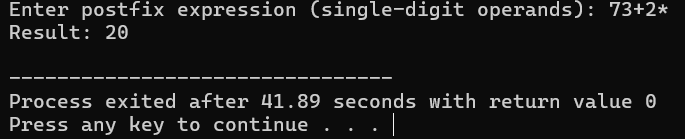 Enter postfix expression (single-digit operands): 73+2*
Result: 20
--------------------------------
Process exited after 41.89 seconds with return value 0
Press any key to continue . . .